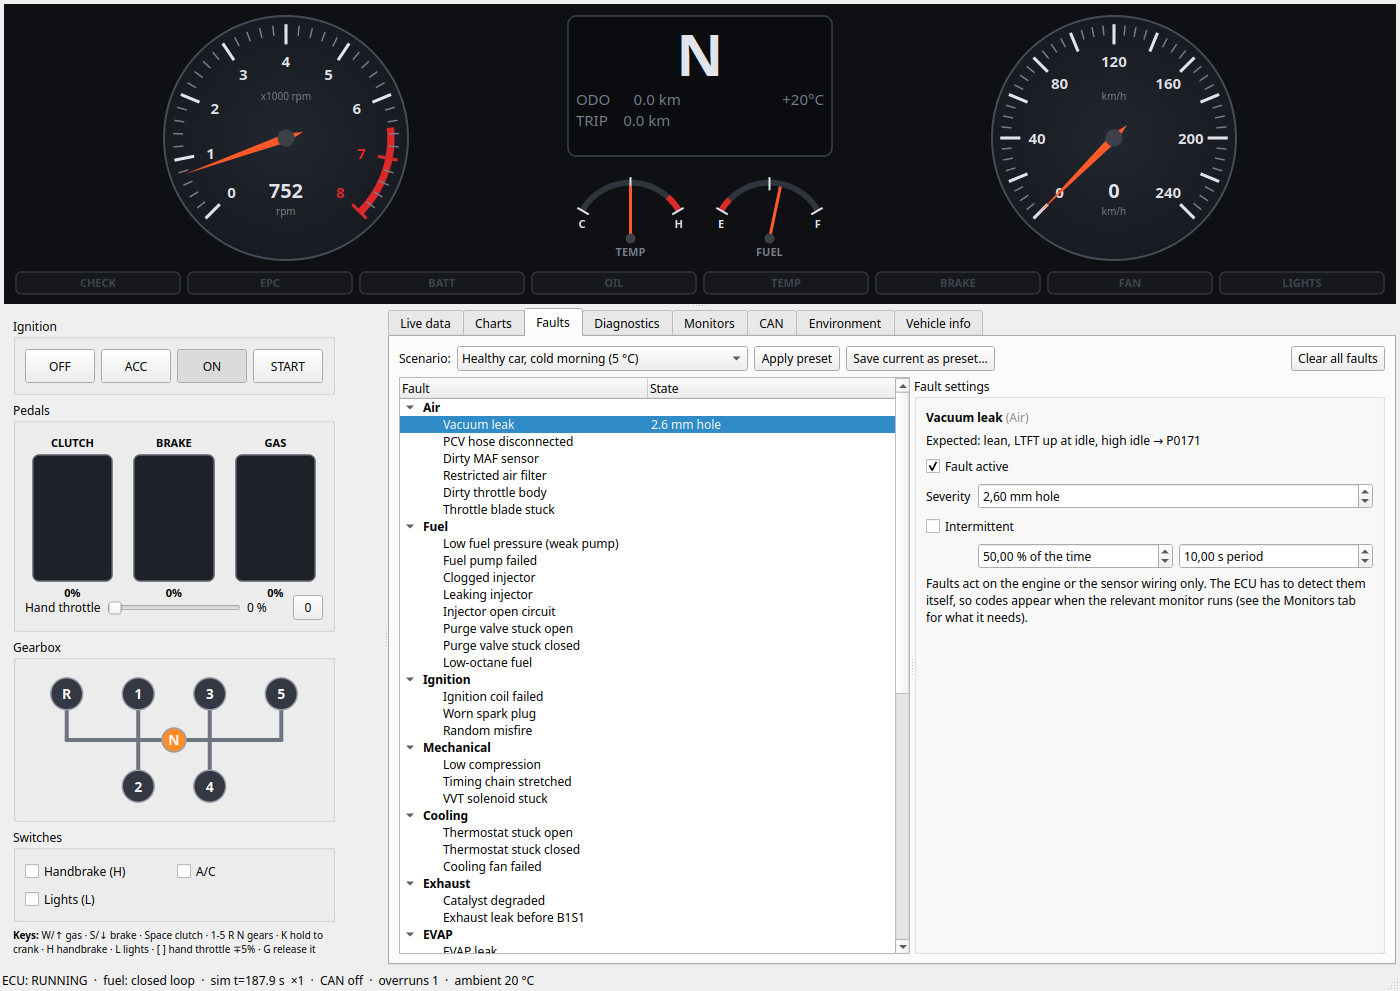 0 1 2 3 4 5 6 7 8
x1000 rpm
752
rpm
N
ODO 0.0 km +20°C
TRIP 0.0 km
C H
TEMP
E F
FUEL
0 40 80 120 160 200 240
km/h
0
km/h
CHECK EPC BATT OIL TEMP BRAKE FAN LIGHTS
Ignition
OFF ACC ON START
Pedals
CLUTCH BRAKE GAS
0% 0% 0%
Hand throttle 0 % 0
Gearbox
R 1 3 5
N
2 4
Switches
Handbrake (H) A/C
Lights (L)
Keys: W/↑ gas · S/↓ brake · Space clutch · 1-5 R N gears · K hold to
crank · H handbrake · L lights · [ ] hand throttle ∓5% · G release it
Live data Charts Faults Diagnostics Monitors CAN Environment Vehicle info
Scenario: Healthy car, cold morning (5 °C) Apply preset Save current as preset... Clear all faults
Fault State
Air
Vacuum leak 2.6 mm hole
PCV hose disconnected
Dirty MAF sensor
Restricted air filter
Dirty throttle body
Throttle blade stuck
Fuel
Low fuel pressure (weak pump)
Fuel pump failed
Clogged injector
Leaking injector
Injector open circuit
Purge valve stuck open
Purge valve stuck closed
Low-octane fuel
Ignition
Ignition coil failed
Worn spark plug
Random misfire
Mechanical
Low compression
Timing chain stretched
VVT solenoid stuck
Cooling
Thermostat stuck open
Thermostat stuck closed
Cooling fan failed
Exhaust
Catalyst degraded
Exhaust leak before B1S1
EVAP
EVAP leak
Fault settings
Vacuum leak (Air)
Expected: lean, LTFT up at idle, high idle → P0171
Fault active
Severity 2,60 mm hole
Intermittent
50,00 % of the time 10,00 s period
Faults act on the engine or the sensor wiring only. The ECU has to detect them
itself, so codes appear when the relevant monitor runs (see the Monitors tab
for what it needs).
ECU: RUNNING · fuel: closed loop · sim t=187.9 s ×1 · CAN off · overruns 1 · ambient 20 °C